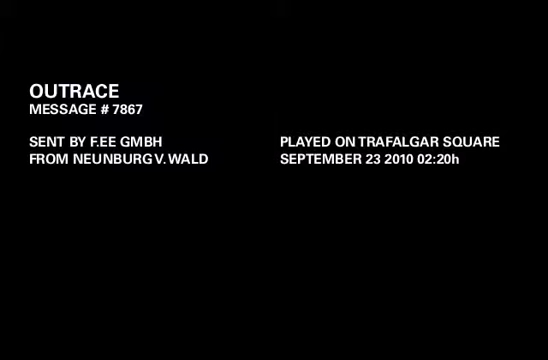 OUTRACE
MESSAGE # 7867
SENT BY F.EE GMBH
FROM NEUNBURG V. WALD
PLAYED ON TRAFALGAR SQUARE
SEPTEMBER 23 2010 02:20h